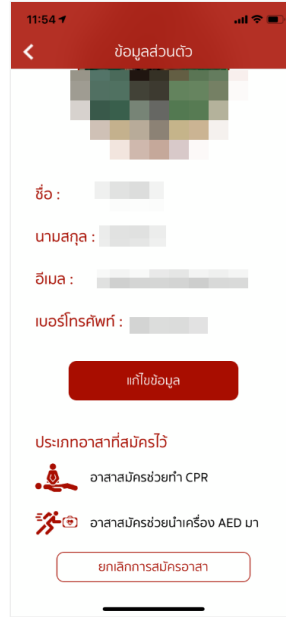 11:54
ข้อมูลส่วนตัว
ชื่อ :
นามสกุล :
อีเมล :
เบอร์โทรศัพท์ :
แก้ไขข้อมูล
ประเภทอาสาที่สมัครไว้
อาสาสมัครช่วยทำ CPR
อาสาสมัครช่วยนำเครื่อง AED มา
ยกเลิกการสมัครอาสา